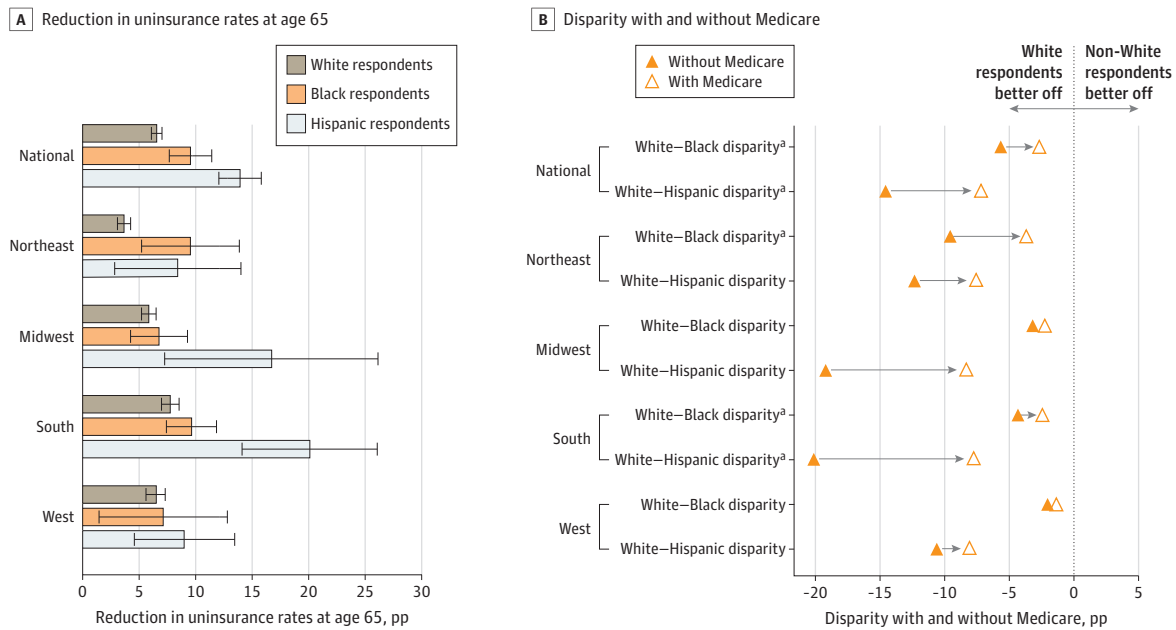 A Reduction in uninsurance rates at age 65
White respondents
Black respondents
Hispanic respondents
National
Northeast
Midwest
South
West
0 5 10 15 20 25 30
Reduction in uninsurance rates at age 65, pp
B Disparity with and without Medicare
Without Medicare
With Medicare
White
respondents
better off
Non-White
respondents
better off
National
White–Black disparityᵃ
White–Hispanic disparityᵃ
Northeast
White–Black disparityᵃ
White–Hispanic disparity
Midwest
White–Black disparity
White–Hispanic disparity
South
White–Black disparityᵃ
White–Hispanic disparityᵃ
West
White–Black disparity
White–Hispanic disparity
-20 -15 -10 -5 0 5
Disparity with and without Medicare, pp